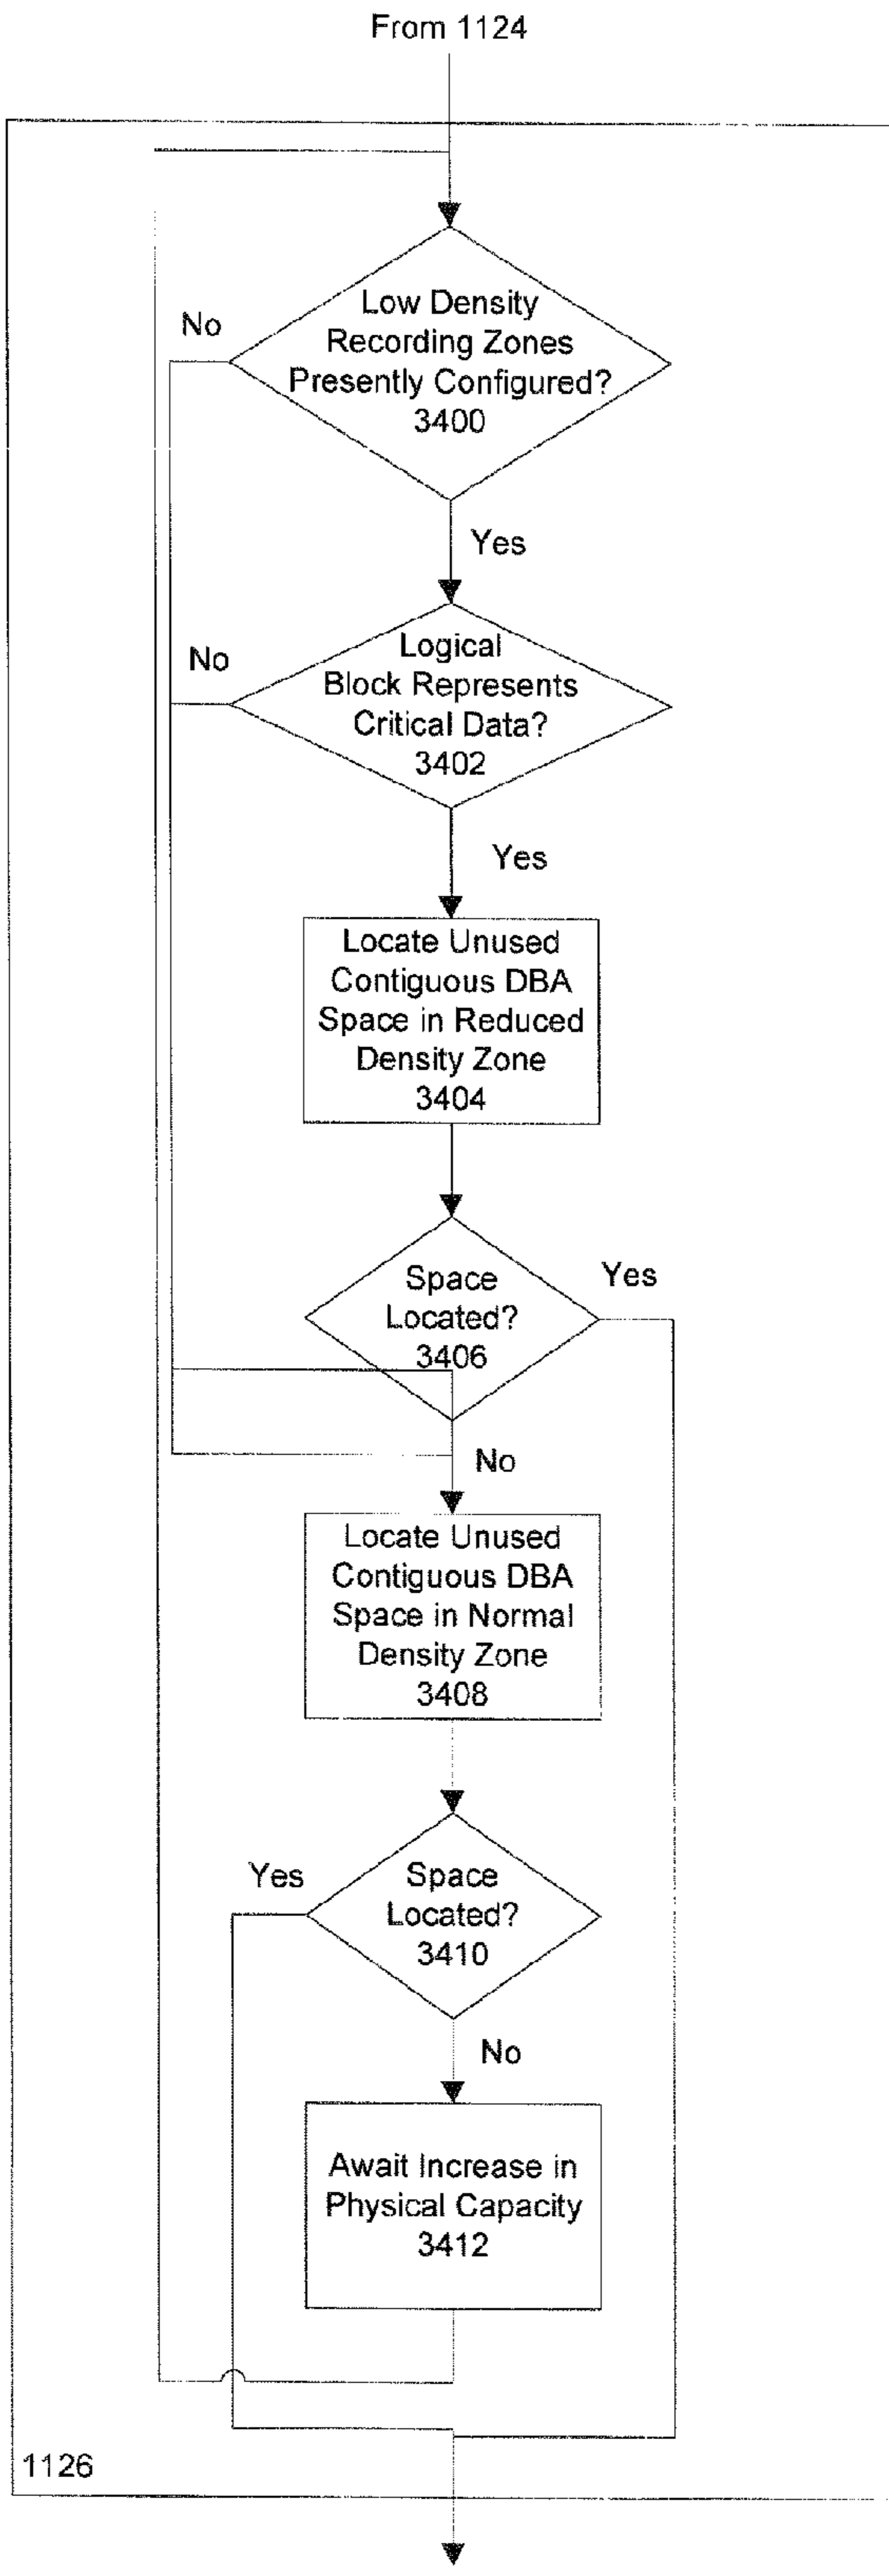 From 1124
Low Density
Recording Zones
Presently Configured?
3400
No
Yes
Logical
Block Represents
Critical Data?
3402
No
Yes
Locate Unused
Contiguous DBA
Space in Reduced
Density Zone
3404
Space
Located?
3406
Yes
No
Locate Unused
Contiguous DBA
Space in Normal
Density Zone
3408
Yes
Space
Located?
3410
No
Await Increase in
Physical Capacity
3412
1126